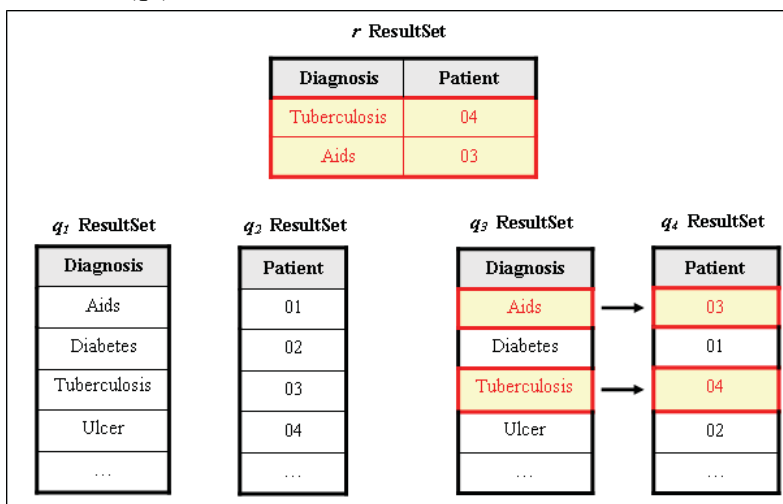 r ResultSet
Diagnosis Patient
Tuberculosis 04
Aids 03
q1 ResultSet q2 ResultSet q3 ResultSet q4 ResultSet
Diagnosis Patient Diagnosis Patient
Aids 01 Aids 03
Diabetes 02 Diabetes 01
Tuberculosis 03 Tuberculosis 04
Ulcer 04 Ulcer 02
... ... ... ...